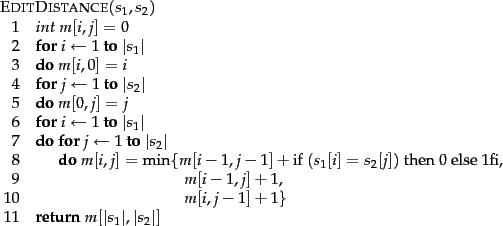 EDITDISTANCE(s₁, s₂)
1 int m[i, j] = 0
2 for i ← 1 to |s₁|
3 do m[i, 0] = i
4 for j ← 1 to |s₂|
5 do m[0, j] = j
6 for i ← 1 to |s₁|
7 do for j ← 1 to |s₂|
8 do m[i, j] = min{m[i − 1, j − 1] + if (s₁[i] = s₂[j]) then 0 else 1fi,
9 m[i − 1, j] + 1,
10 m[i, j − 1] + 1}
11 return m[|s₁|, |s₂|]